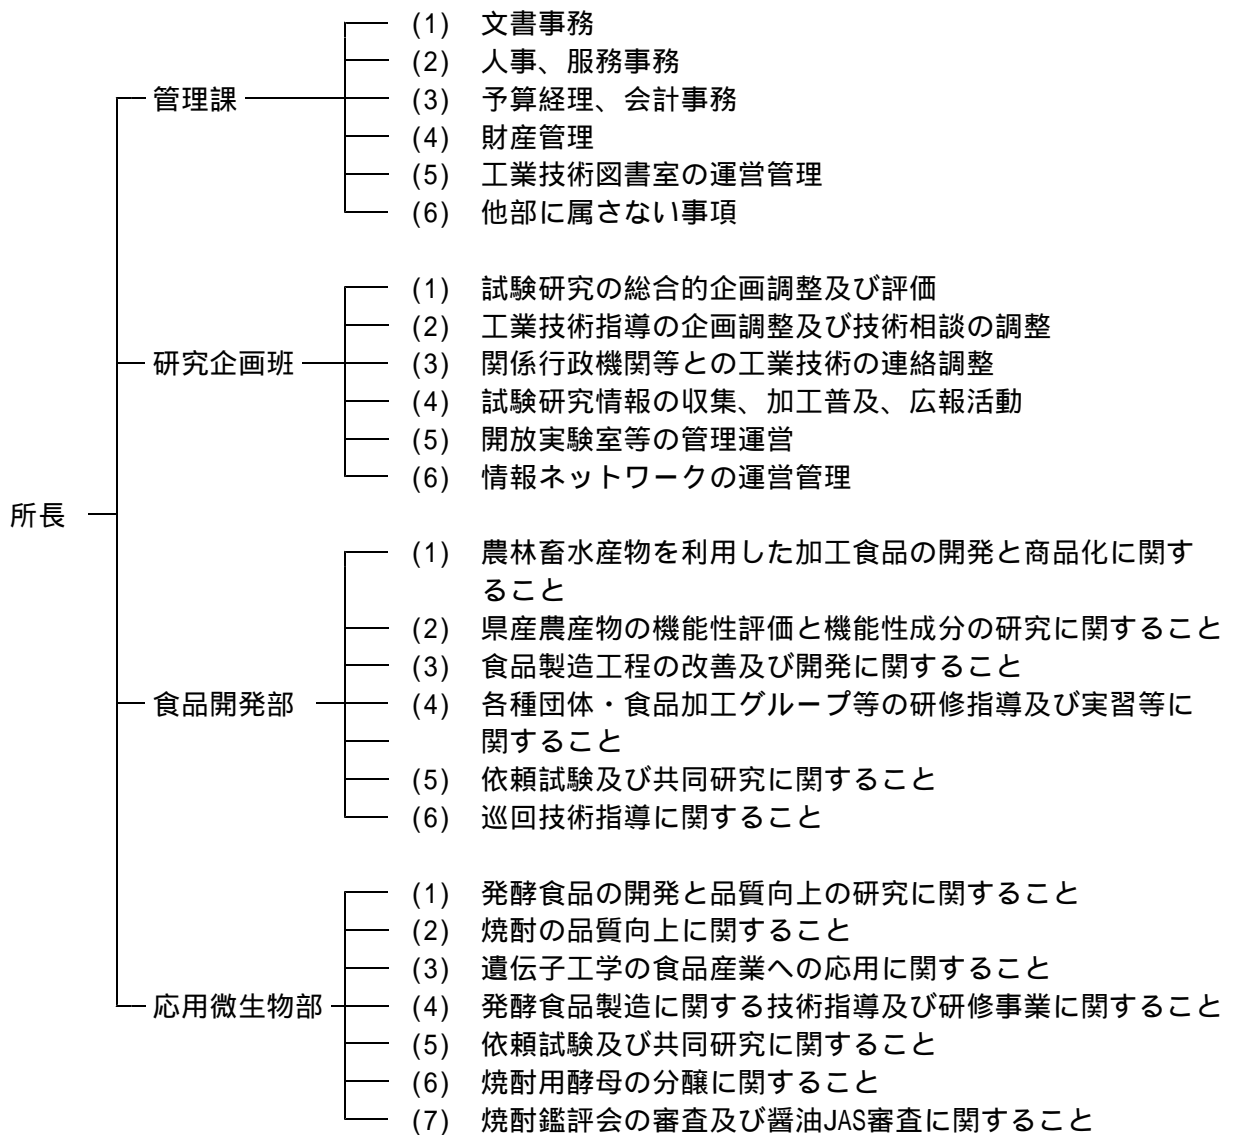 (1) 文書事務
(2) 人事、服務事務
管理課 (3) 予算経理、会計事務
(4) 財産管理
(5) 工業技術図書室の運営管理
(6) 他部に属さない事項
(1) 試験研究の総合的企画調整及び評価
(2) 工業技術指導の企画調整及び技術相談の調整
研究企画班 (3) 関係行政機関等との工業技術の連絡調整
(4) 試験研究情報の収集、加工普及、広報活動
(5) 開放実験室等の管理運営
(6) 情報ネットワークの運営管理
所長
(1) 農林畜水産物を利用した加工食品の開発と商品化に関す
ること
(2) 県産農産物の機能性評価と機能性成分の研究に関すること
(3) 食品製造工程の改善及び開発に関すること
食品開発部 (4) 各種団体・食品加工グループ等の研修指導及び実習等に
関すること
(5) 依頼試験及び共同研究に関すること
(6) 巡回技術指導に関すること
(1) 発酵食品の開発と品質向上の研究に関すること
(2) 焼酎の品質向上に関すること
(3) 遺伝子工学の食品産業への応用に関すること
応用微生物部 (4) 発酵食品製造に関する技術指導及び研修事業に関すること
(5) 依頼試験及び共同研究に関すること
(6) 焼酎用酵母の分醸に関すること
(7) 焼酎鑑評会の審査及び醤油JAS審査に関すること